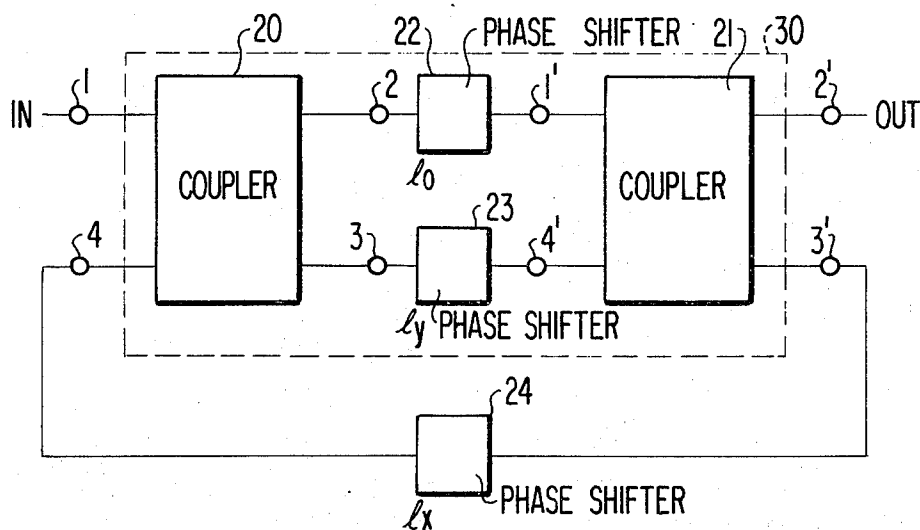 20
22
PHASE SHIFTER
21
30
IN
1
2
1'
2'
OUT
COUPLER
COUPLER
ℓ0
23
4
3
4'
3'
ℓy PHASE SHIFTER
24
PHASE SHIFTER
ℓx